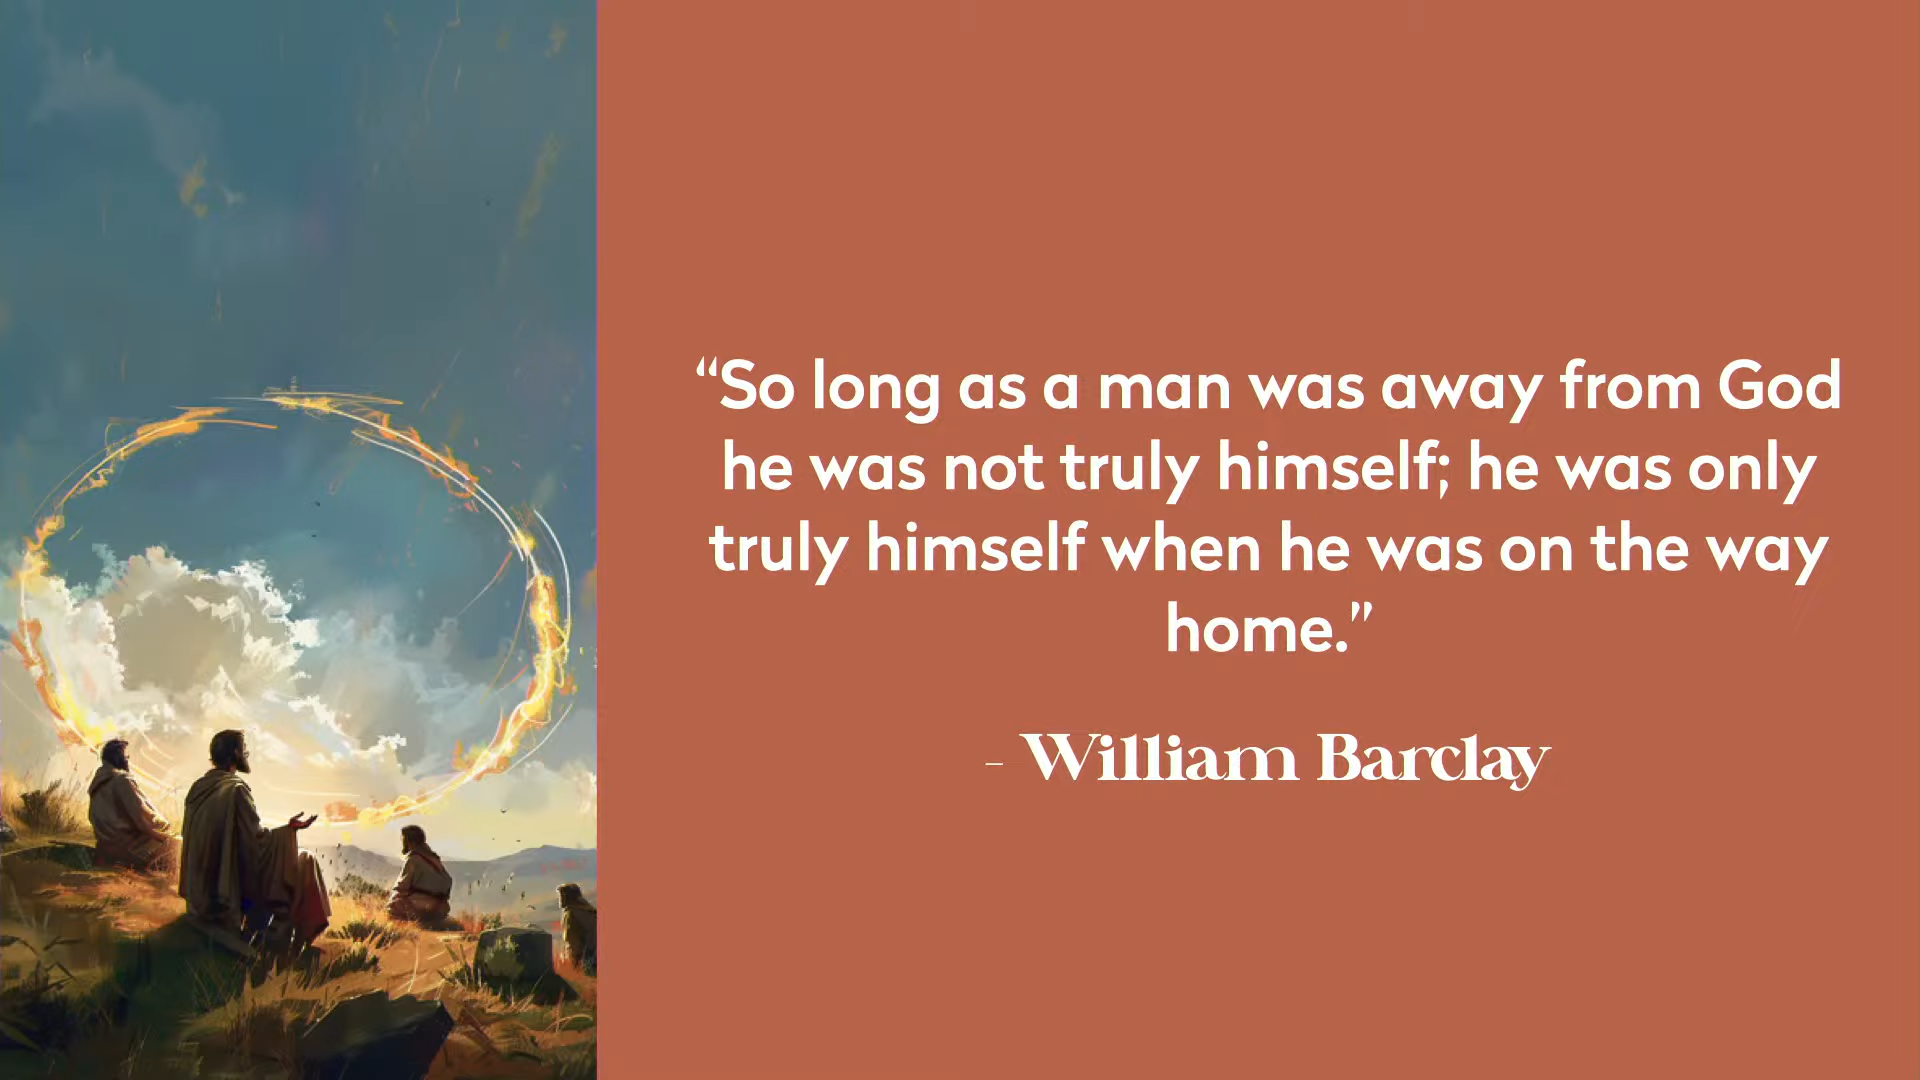 “So long as a man was away from God
he was not truly himself; he was only
truly himself when he was on the way
home.”
- William Barclay